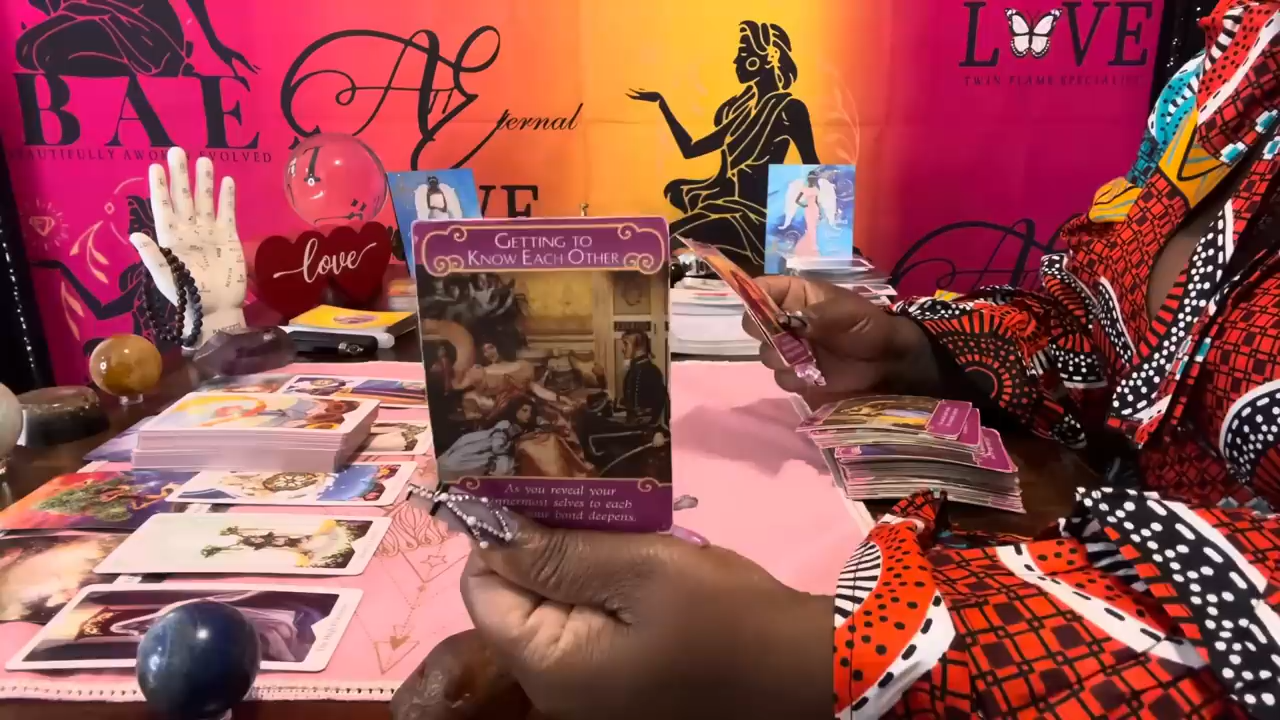 BAE
BEAUTIFULLY AWOKEN EVOLVED
Eternal
LOVE
TWIN FLAME SPECIALIST
love
GETTING TO
KNOW EACH OTHER
As you reveal your
innermost selves to each
your bond deepens.